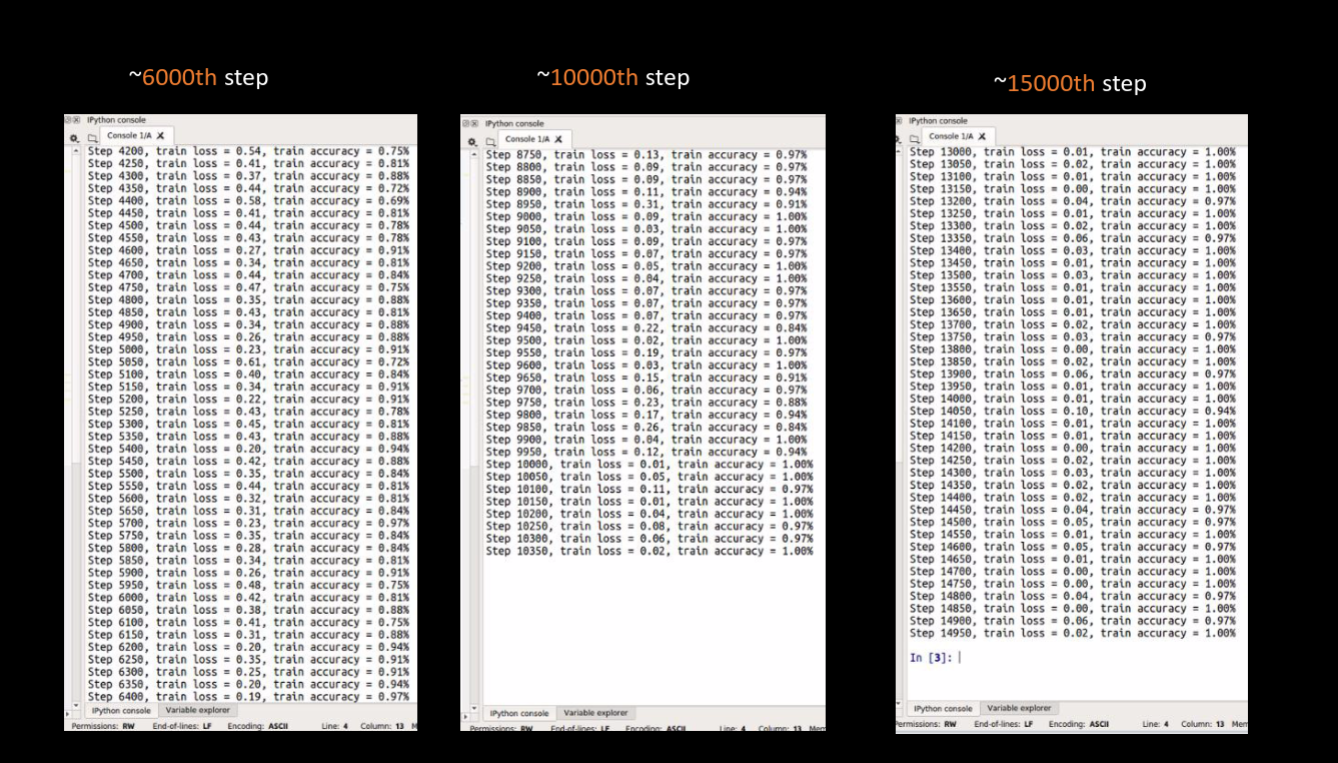 ~6000th step
~10000th step
~15000th step
IPython console
Console 1/A
Step 4200, train loss = 0.54, train accuracy = 0.75%
Step 4250, train loss = 0.41, train accuracy = 0.81%
Step 4300, train loss = 0.37, train accuracy = 0.88%
Step 4350, train loss = 0.44, train accuracy = 0.72%
Step 4400, train loss = 0.58, train accuracy = 0.69%
Step 4450, train loss = 0.41, train accuracy = 0.81%
Step 4500, train loss = 0.44, train accuracy = 0.78%
Step 4550, train loss = 0.43, train accuracy = 0.78%
Step 4600, train loss = 0.27, train accuracy = 0.91%
Step 4650, train loss = 0.34, train accuracy = 0.81%
Step 4700, train loss = 0.44, train accuracy = 0.84%
Step 4750, train loss = 0.47, train accuracy = 0.75%
Step 4800, train loss = 0.35, train accuracy = 0.88%
Step 4850, train loss = 0.43, train accuracy = 0.81%
Step 4900, train loss = 0.34, train accuracy = 0.88%
Step 4950, train loss = 0.26, train accuracy = 0.88%
Step 5000, train loss = 0.23, train accuracy = 0.91%
Step 5050, train loss = 0.61, train accuracy = 0.72%
Step 5100, train loss = 0.40, train accuracy = 0.84%
Step 5150, train loss = 0.34, train accuracy = 0.91%
Step 5200, train loss = 0.22, train accuracy = 0.91%
Step 5250, train loss = 0.43, train accuracy = 0.78%
Step 5300, train loss = 0.45, train accuracy = 0.81%
Step 5350, train loss = 0.43, train accuracy = 0.88%
Step 5400, train loss = 0.20, train accuracy = 0.94%
Step 5450, train loss = 0.42, train accuracy = 0.88%
Step 5500, train loss = 0.35, train accuracy = 0.84%
Step 5550, train loss = 0.44, train accuracy = 0.81%
Step 5600, train loss = 0.32, train accuracy = 0.81%
Step 5650, train loss = 0.31, train accuracy = 0.84%
Step 5700, train loss = 0.23, train accuracy = 0.97%
Step 5750, train loss = 0.35, train accuracy = 0.84%
Step 5800, train loss = 0.28, train accuracy = 0.84%
Step 5850, train loss = 0.34, train accuracy = 0.81%
Step 5900, train loss = 0.26, train accuracy = 0.91%
Step 5950, train loss = 0.48, train accuracy = 0.75%
Step 6000, train loss = 0.42, train accuracy = 0.81%
Step 6050, train loss = 0.38, train accuracy = 0.88%
Step 6100, train loss = 0.41, train accuracy = 0.75%
Step 6150, train loss = 0.31, train accuracy = 0.88%
Step 6200, train loss = 0.20, train accuracy = 0.94%
Step 6250, train loss = 0.35, train accuracy = 0.91%
Step 6300, train loss = 0.25, train accuracy = 0.91%
Step 6350, train loss = 0.20, train accuracy = 0.94%
Step 6400, train loss = 0.19, train accuracy = 0.97%
IPython console Variable explorer
Permissions: RW End-of-lines: LF Encoding: ASCII Line: 4 Column: 13 M
IPython console
Console 1/A
Step 8750, train loss = 0.13, train accuracy = 0.97%
Step 8800, train loss = 0.09, train accuracy = 0.97%
Step 8850, train loss = 0.09, train accuracy = 0.97%
Step 8900, train loss = 0.11, train accuracy = 0.94%
Step 8950, train loss = 0.31, train accuracy = 0.91%
Step 9000, train loss = 0.09, train accuracy = 1.00%
Step 9050, train loss = 0.03, train accuracy = 1.00%
Step 9100, train loss = 0.09, train accuracy = 0.97%
Step 9150, train loss = 0.07, train accuracy = 0.97%
Step 9200, train loss = 0.05, train accuracy = 1.00%
Step 9250, train loss = 0.04, train accuracy = 1.00%
Step 9300, train loss = 0.07, train accuracy = 0.97%
Step 9350, train loss = 0.07, train accuracy = 0.97%
Step 9400, train loss = 0.07, train accuracy = 0.97%
Step 9450, train loss = 0.22, train accuracy = 0.84%
Step 9500, train loss = 0.02, train accuracy = 1.00%
Step 9550, train loss = 0.19, train accuracy = 0.97%
Step 9600, train loss = 0.03, train accuracy = 1.00%
Step 9650, train loss = 0.15, train accuracy = 0.91%
Step 9700, train loss = 0.06, train accuracy = 0.97%
Step 9750, train loss = 0.23, train accuracy = 0.88%
Step 9800, train loss = 0.17, train accuracy = 0.94%
Step 9850, train loss = 0.26, train accuracy = 0.84%
Step 9900, train loss = 0.04, train accuracy = 1.00%
Step 9950, train loss = 0.12, train accuracy = 0.94%
Step 10000, train loss = 0.01, train accuracy = 1.00%
Step 10050, train loss = 0.05, train accuracy = 1.00%
Step 10100, train loss = 0.11, train accuracy = 0.97%
Step 10150, train loss = 0.01, train accuracy = 1.00%
Step 10200, train loss = 0.04, train accuracy = 1.00%
Step 10250, train loss = 0.08, train accuracy = 0.97%
Step 10300, train loss = 0.06, train accuracy = 0.97%
Step 10350, train loss = 0.02, train accuracy = 1.00%
IPython console Variable explorer
Permissions: RW End-of-lines: LF Encoding: ASCII Line: 4 Column: 13 Mem
IPython console
Console 1/A
Step 13000, train loss = 0.01, train accuracy = 1.00%
Step 13050, train loss = 0.02, train accuracy = 1.00%
Step 13100, train loss = 0.01, train accuracy = 1.00%
Step 13150, train loss = 0.00, train accuracy = 1.00%
Step 13200, train loss = 0.04, train accuracy = 0.97%
Step 13250, train loss = 0.01, train accuracy = 1.00%
Step 13300, train loss = 0.02, train accuracy = 1.00%
Step 13350, train loss = 0.06, train accuracy = 0.97%
Step 13400, train loss = 0.03, train accuracy = 1.00%
Step 13450, train loss = 0.01, train accuracy = 1.00%
Step 13500, train loss = 0.03, train accuracy = 1.00%
Step 13550, train loss = 0.01, train accuracy = 1.00%
Step 13600, train loss = 0.01, train accuracy = 1.00%
Step 13650, train loss = 0.01, train accuracy = 1.00%
Step 13700, train loss = 0.02, train accuracy = 1.00%
Step 13750, train loss = 0.03, train accuracy = 0.97%
Step 13800, train loss = 0.00, train accuracy = 1.00%
Step 13850, train loss = 0.02, train accuracy = 1.00%
Step 13900, train loss = 0.06, train accuracy = 0.97%
Step 13950, train loss = 0.01, train accuracy = 1.00%
Step 14000, train loss = 0.01, train accuracy = 1.00%
Step 14050, train loss = 0.10, train accuracy = 0.94%
Step 14100, train loss = 0.01, train accuracy = 1.00%
Step 14150, train loss = 0.01, train accuracy = 1.00%
Step 14200, train loss = 0.00, train accuracy = 1.00%
Step 14250, train loss = 0.02, train accuracy = 1.00%
Step 14300, train loss = 0.03, train accuracy = 1.00%
Step 14350, train loss = 0.02, train accuracy = 1.00%
Step 14400, train loss = 0.02, train accuracy = 1.00%
Step 14450, train loss = 0.04, train accuracy = 0.97%
Step 14500, train loss = 0.05, train accuracy = 0.97%
Step 14550, train loss = 0.01, train accuracy = 1.00%
Step 14600, train loss = 0.05, train accuracy = 0.97%
Step 14650, train loss = 0.01, train accuracy = 1.00%
Step 14700, train loss = 0.00, train accuracy = 1.00%
Step 14750, train loss = 0.00, train accuracy = 1.00%
Step 14800, train loss = 0.04, train accuracy = 0.97%
Step 14850, train loss = 0.00, train accuracy = 1.00%
Step 14900, train loss = 0.06, train accuracy = 0.97%
Step 14950, train loss = 0.02, train accuracy = 1.00%
In [3]:
IPython console Variable explorer
Permissions: RW End-of-lines: LF Encoding: ASCII Line: 4 Column: 13 Mem